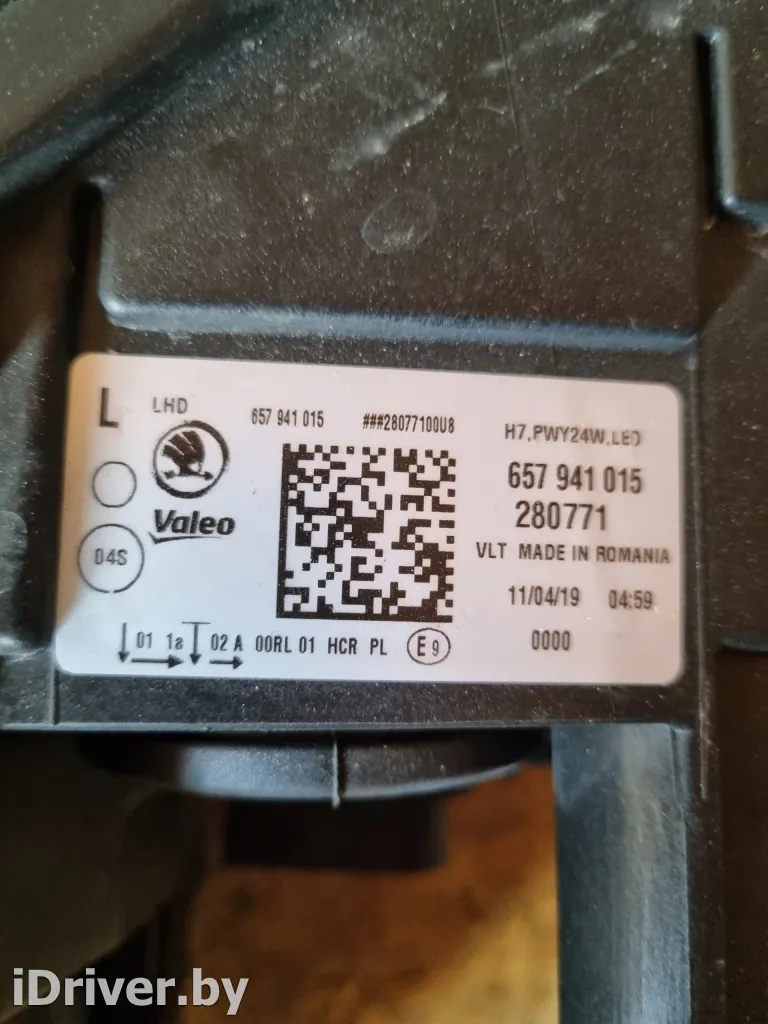 L LHD 657 941 015 ###28077100U8 H7,PWY24W,LED
Valeo
657 941 015
280771
04S
VLT MADE IN ROMANIA
11/04/19 04:59
01 1a 02 A 00RL 01 HCR PL E9
0000
iDriver.by